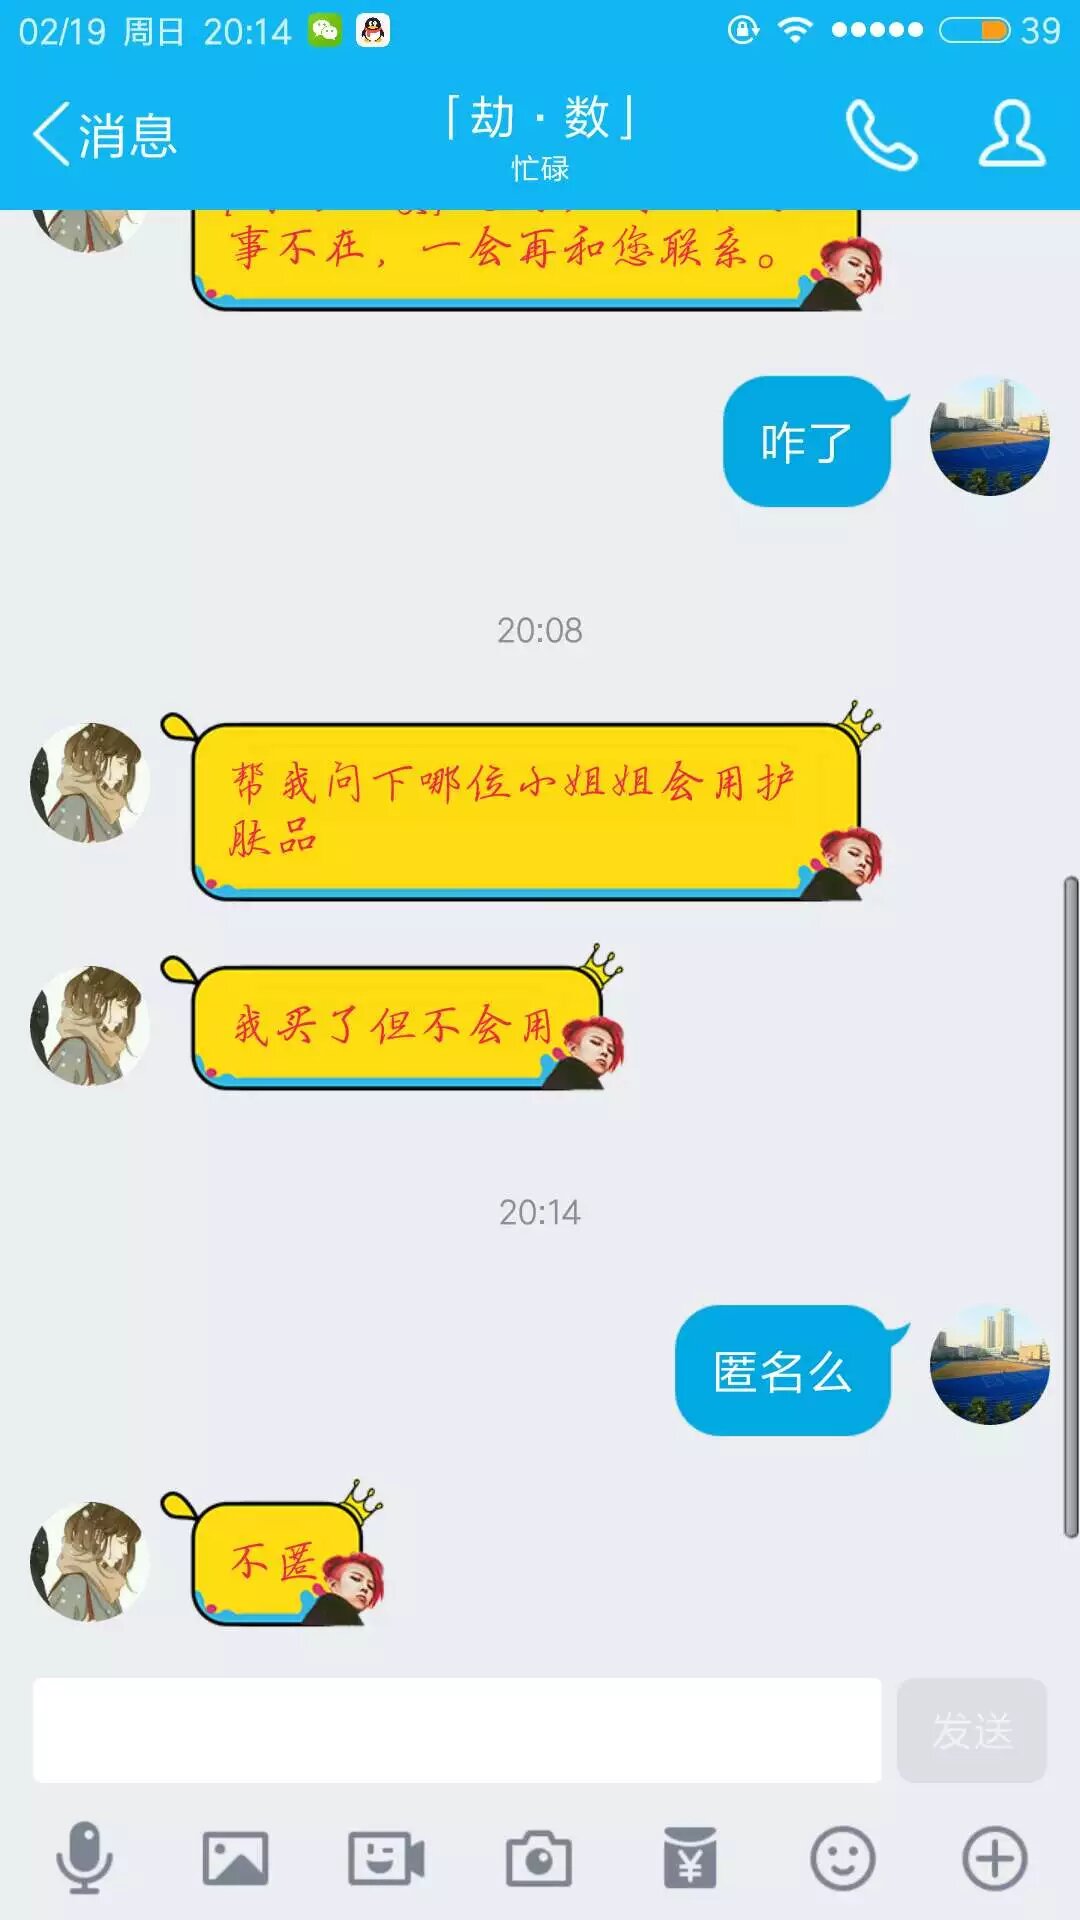 02/19 周日 20:14
39
消息
「劫·数」
忙碌
事不在，一会再和您联系。
咋了
20:08
帮我问下哪位小姐姐会用护
肤品
我买了但不会用
20:14
匿名么
不匿
发送